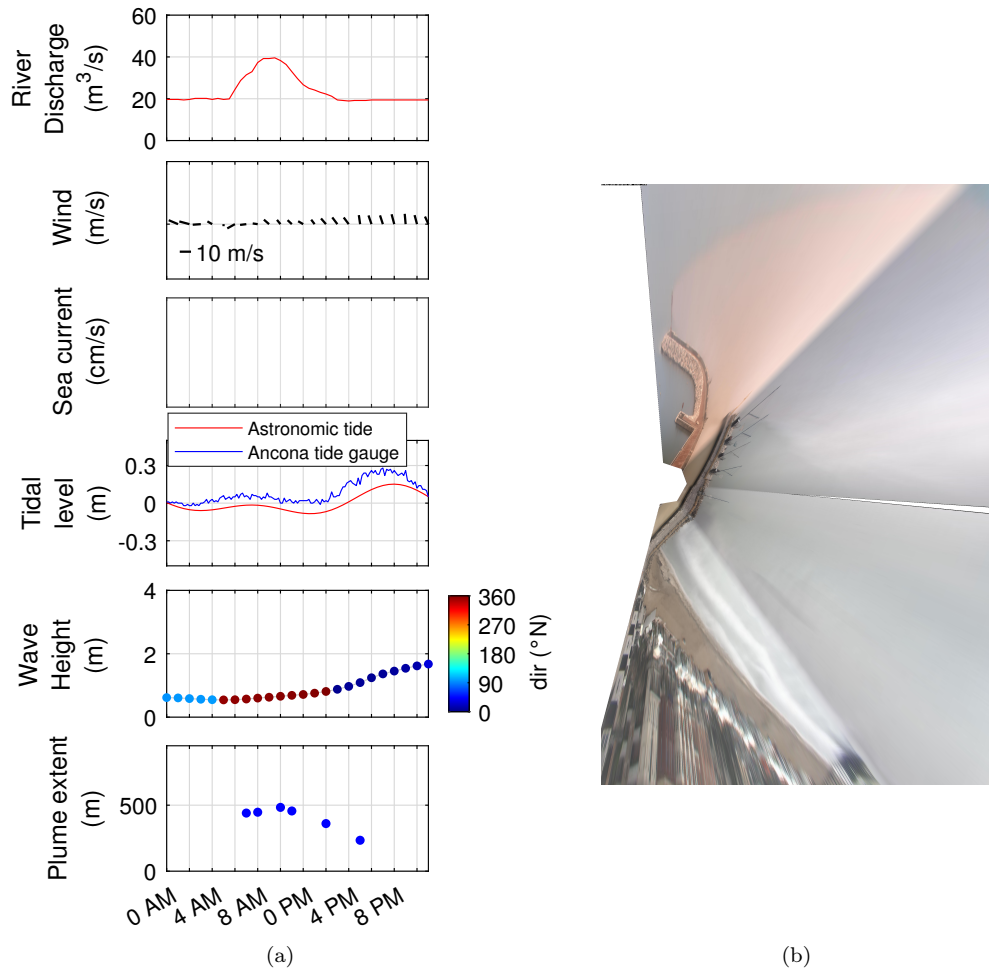 60
40
20
0
River
Discharge
(m³/s)
Wind
(m/s)
10 m/s
Sea current
(cm/s)
Astronomic tide
Ancona tide gauge
0.3
0
-0.3
Tidal
level
(m)
4
2
0
Wave
Height
(m)
360
270
180
90
0
dir (°N)
500
0
Plume extent
(m)
0 AM
4 AM
8 AM
0 PM
4 PM
8 PM
(a)
(b)